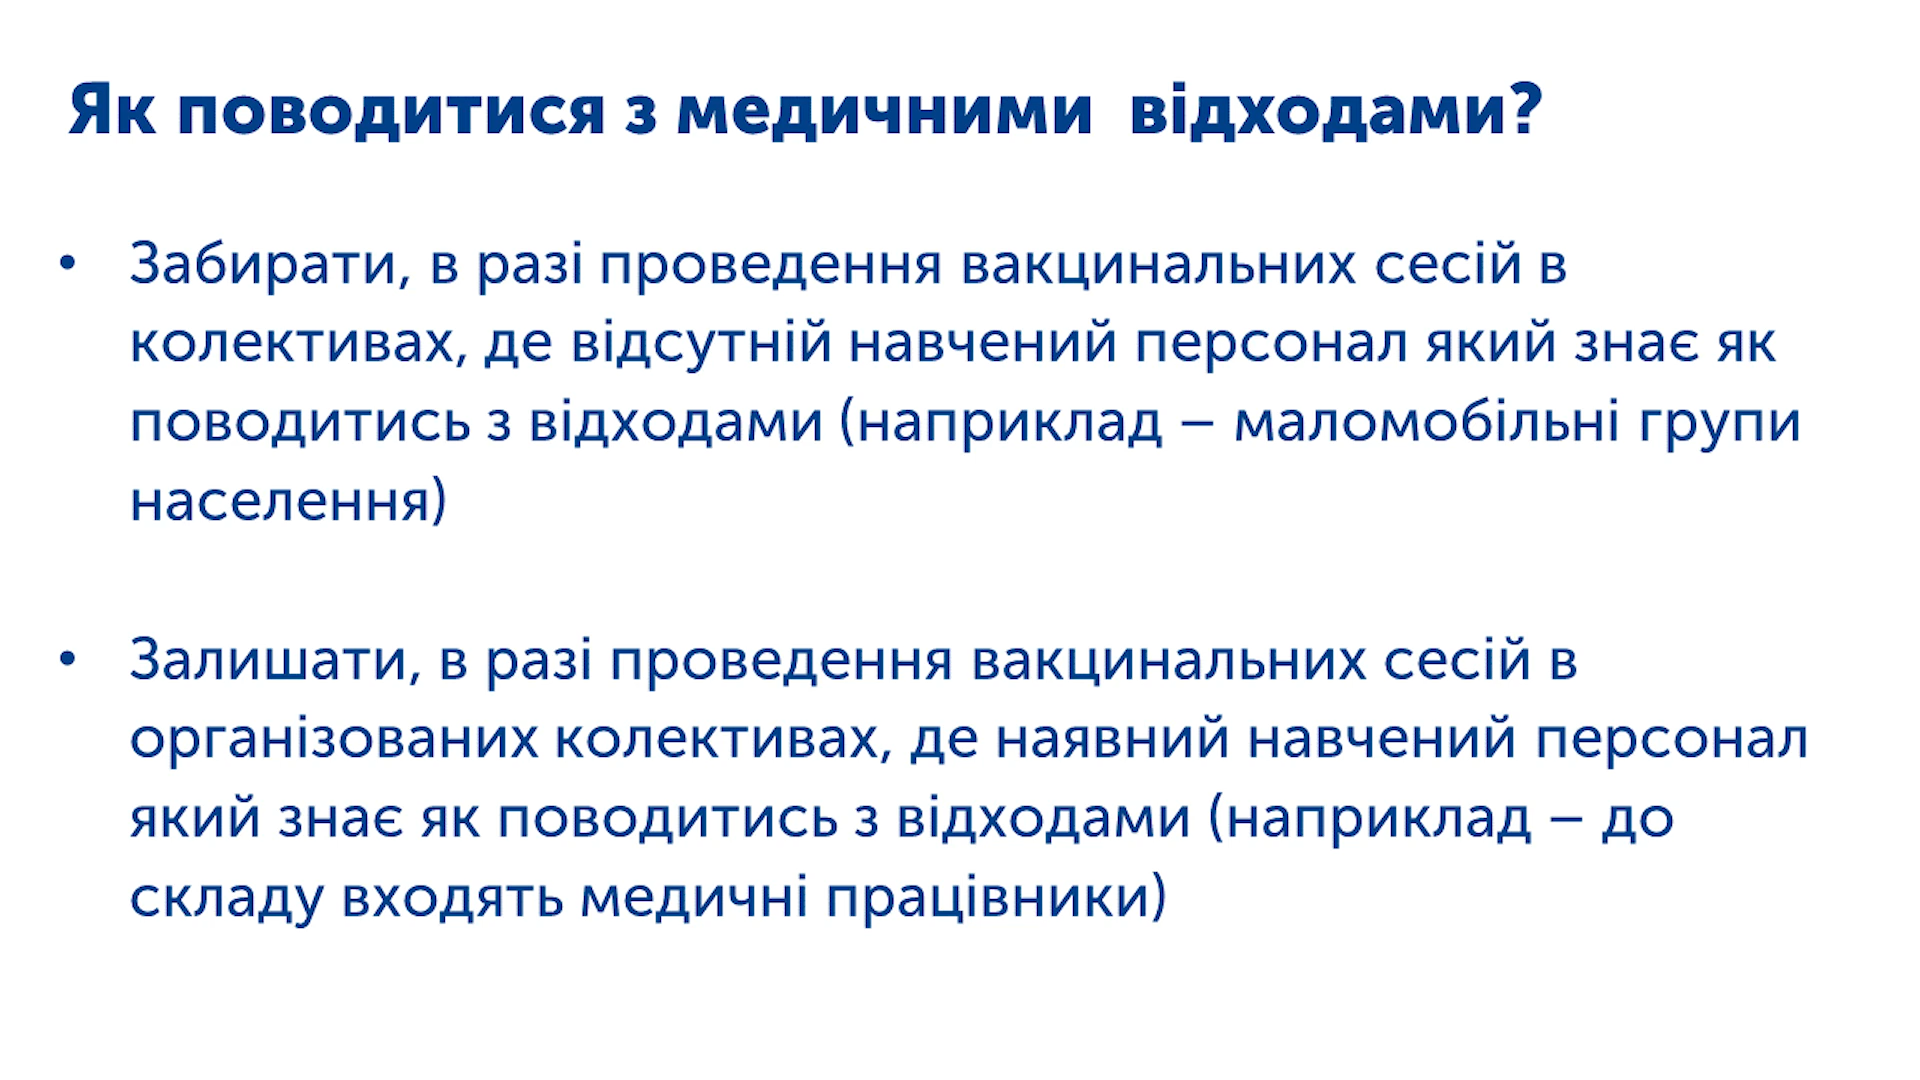 Як поводитися з медичними відходами?
• Забирати, в разі проведення вакцинальних сесій в
колективах, де відсутній навчений персонал який знає як
поводитись з відходами (наприклад – маломобільні групи
населення)
• Залишати, в разі проведення вакцинальних сесій в
організованих колективах, де наявний навчений персонал
який знає як поводитись з відходами (наприклад – до
складу входять медичні працівники)